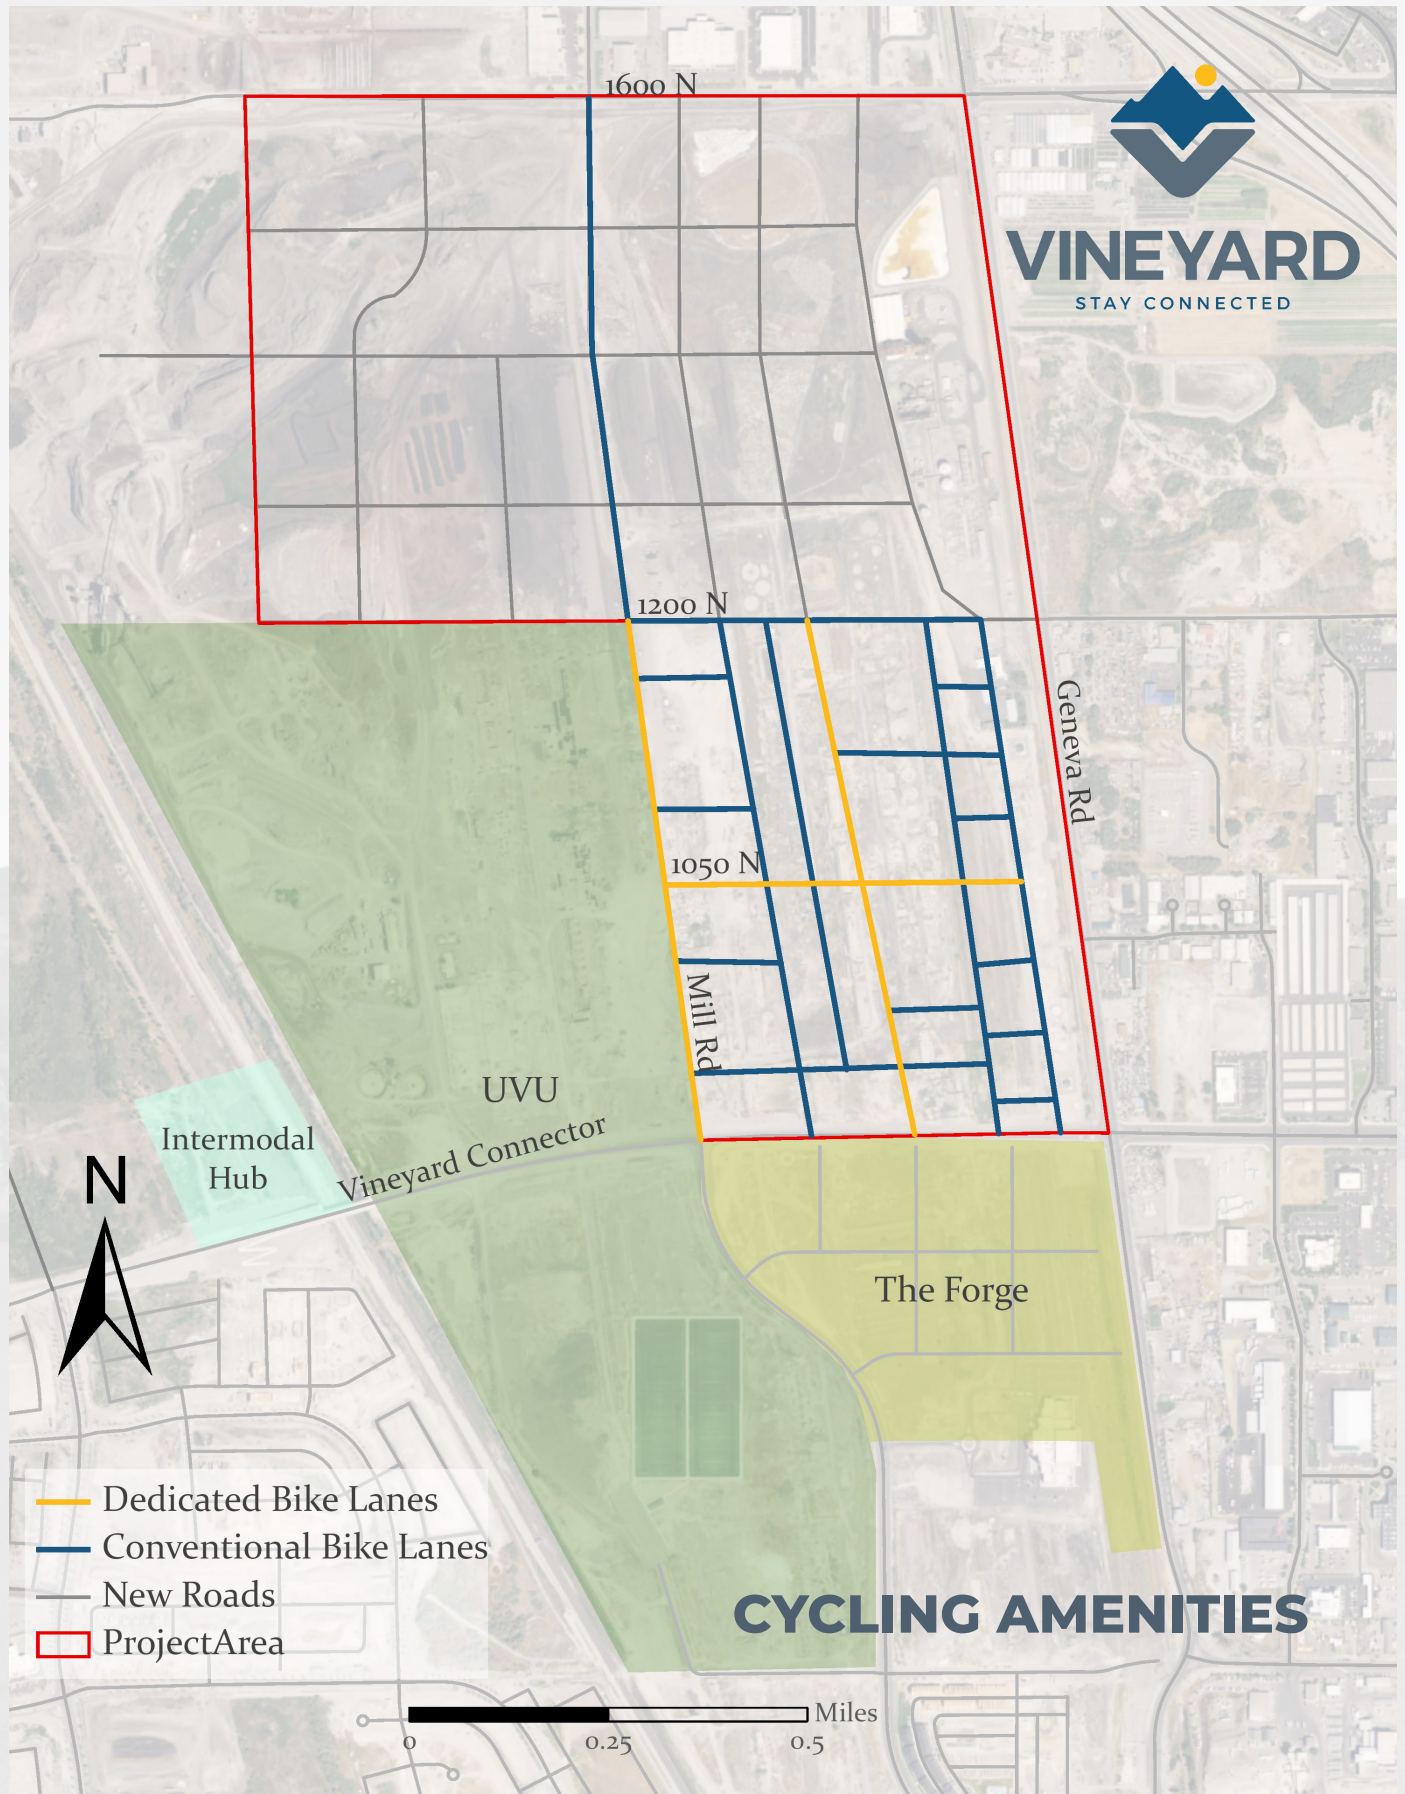 1600 N
VINEYARD
STAY CONNECTED
1200 N
Geneva Rd
1050 N
Mill Rd
UVU
Vineyard Connector
Intermodal
Hub
N
The Forge
Dedicated Bike Lanes
Conventional Bike Lanes
New Roads
ProjectArea
CYCLING AMENITIES
Miles
0 0.25 0.5